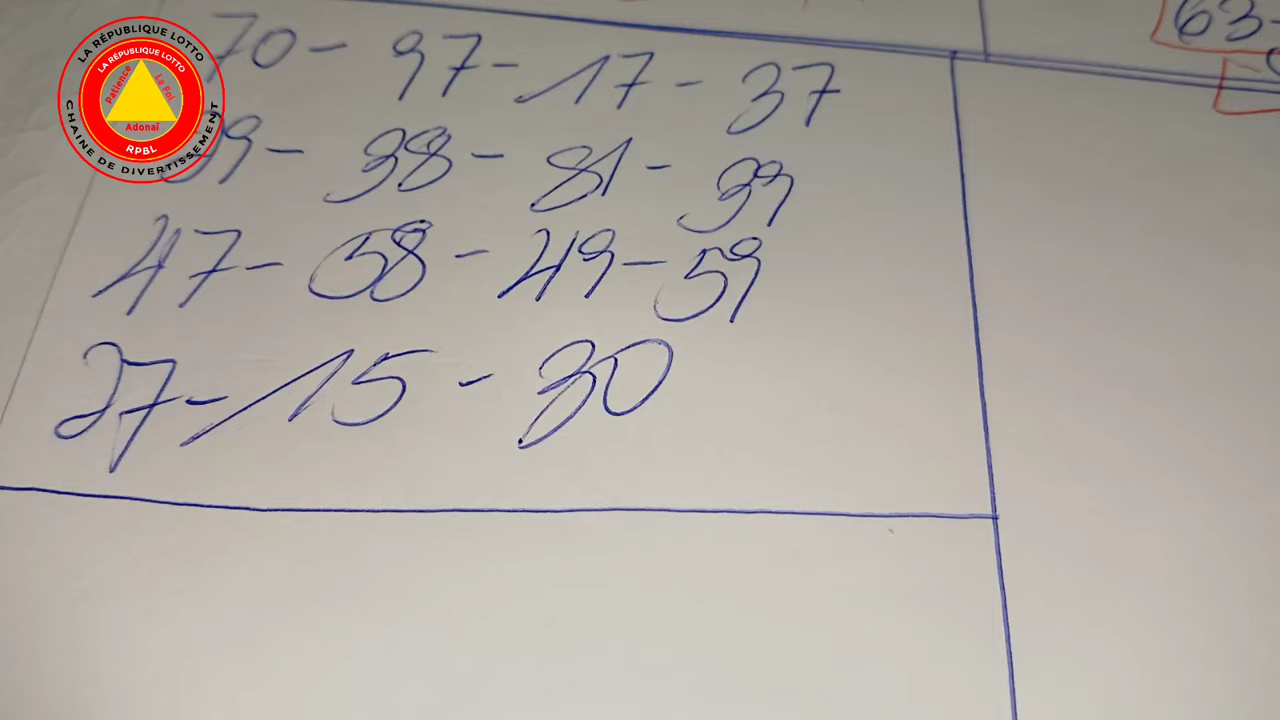 LA RÉPUBLIQUE LOTTO
LA RÉPUBLIQUE LOTTO
Patience
La Foi
Adonaï
RPBL
CHAINE DE DIVERTISSEMENT
70 - 97 - 17 - 37
9 - 38 - 81 - 39
47 - 58 - 49 - 59
27 - 15 - 30
63-